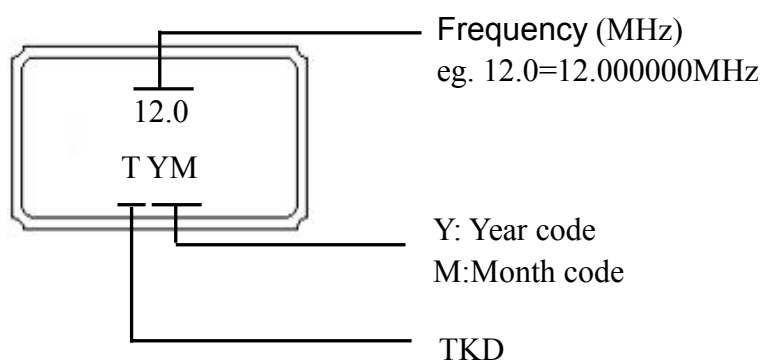 Frequency (MHz)
eg. 12.0=12.000000MHz
12.0
T YM
Y: Year code
M:Month code
TKD